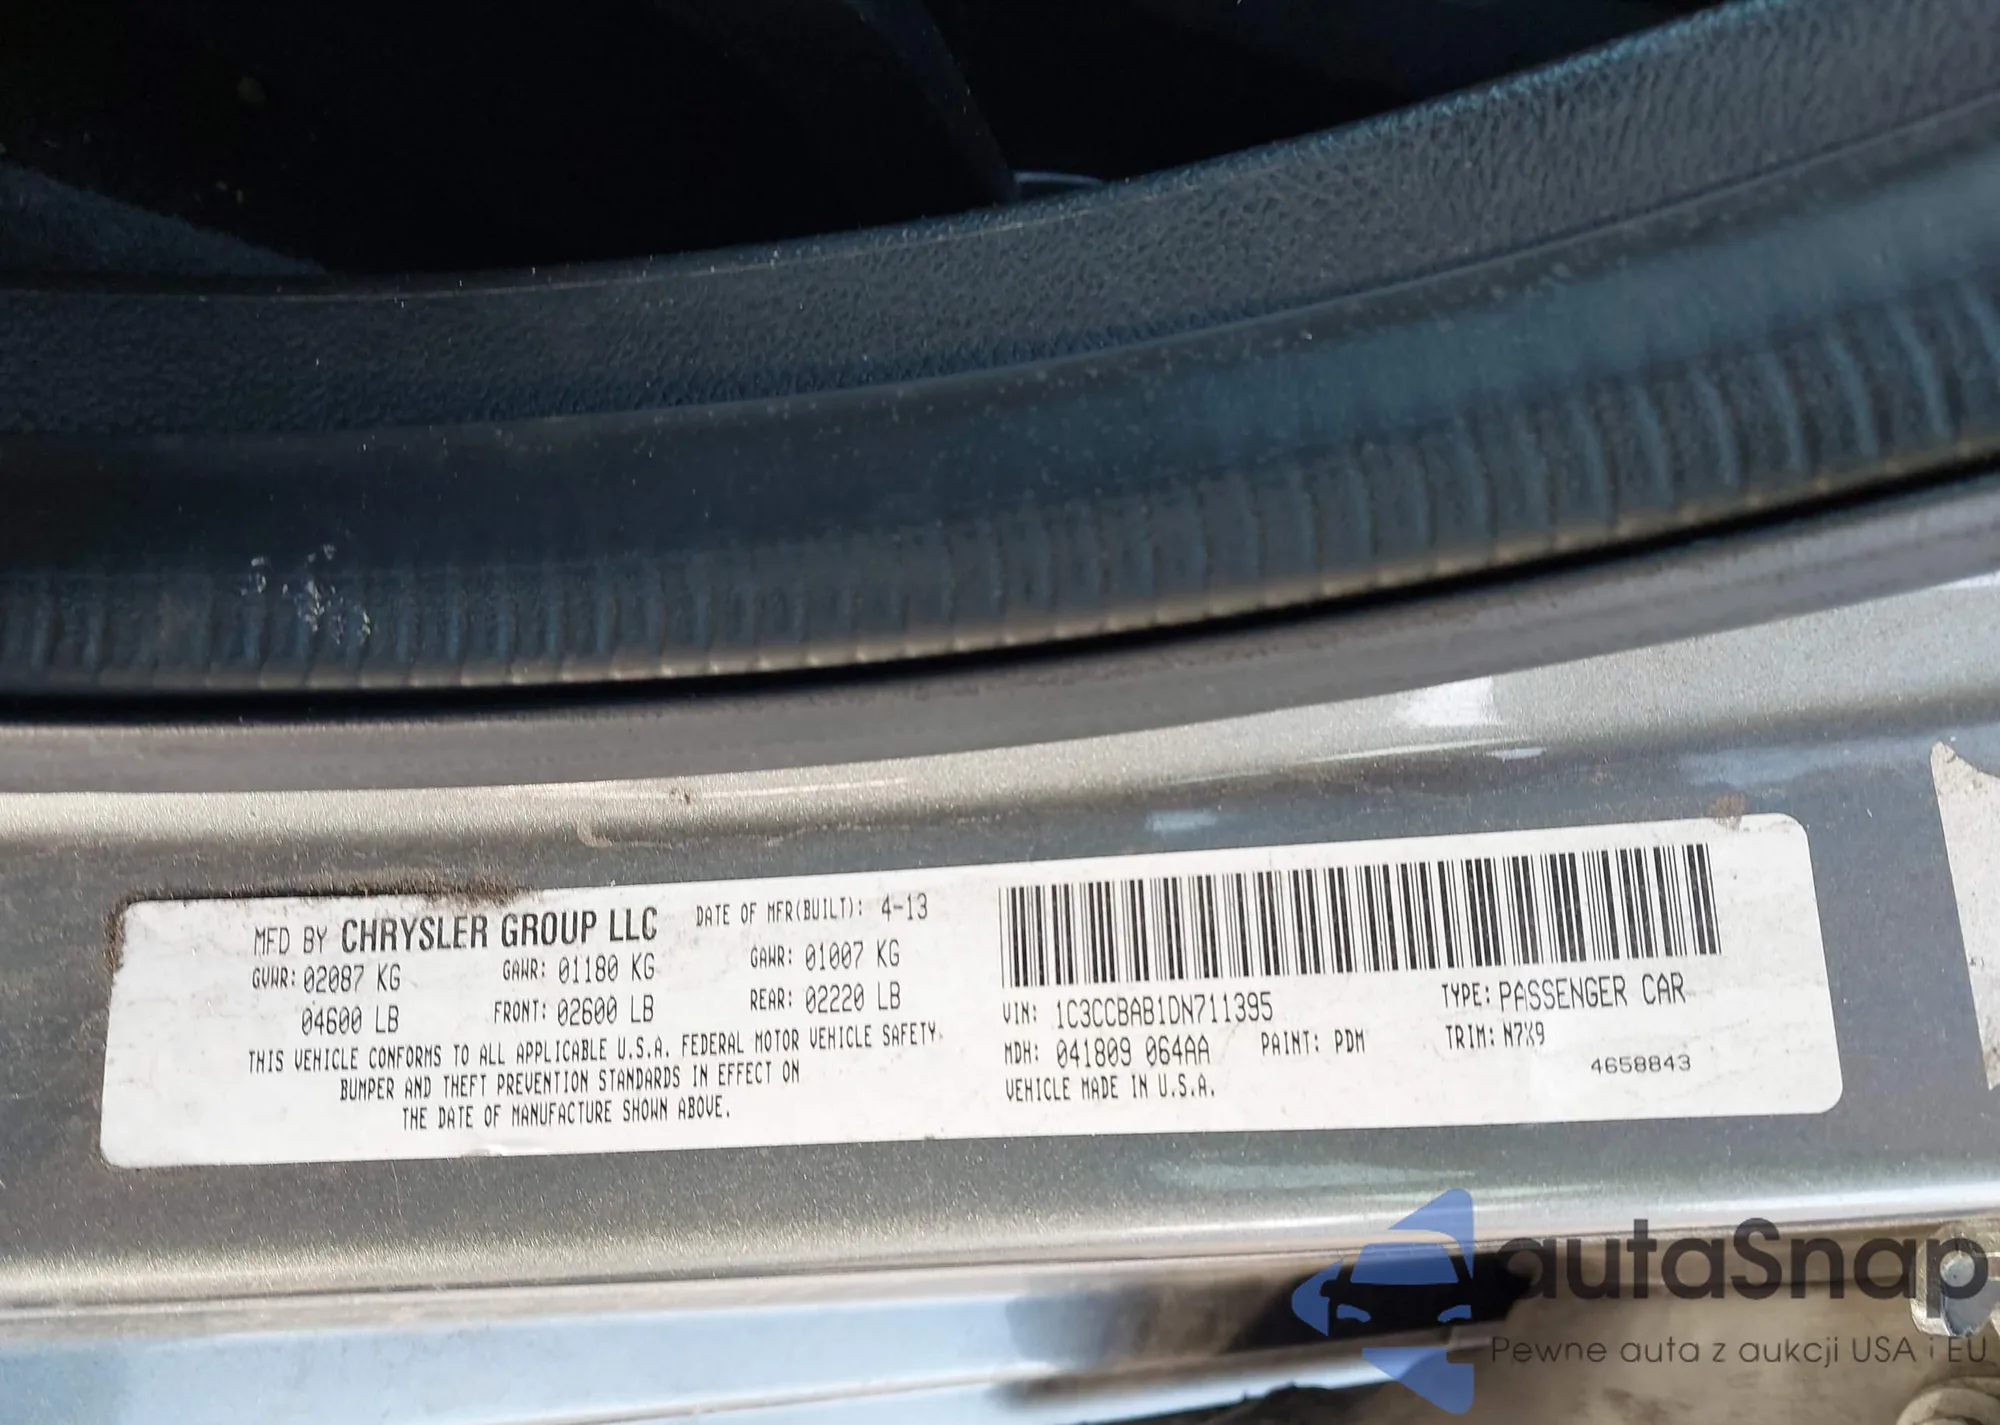 MFD BY CHRYSLER GROUP LLC DATE OF MFR(BUILT): 4-13
GVWR: 02087 KG GAWR: 01180 KG GAWR: 01007 KG
04600 LB FRONT: 02600 LB REAR: 02220 LB
THIS VEHICLE CONFORMS TO ALL APPLICABLE U.S.A. FEDERAL MOTOR VEHICLE SAFETY,
BUMPER AND THEFT PREVENTION STANDARDS IN EFFECT ON
THE DATE OF MANUFACTURE SHOWN ABOVE.
VIN: 1C3CCBAB1DN711395 TYPE: PASSENGER CAR
MDH: 041809 064AA PAINT: PDM TRIM: N7X9
VEHICLE MADE IN U.S.A. 4658843
autaSnap
Pewne auta z aukcji USA i EU